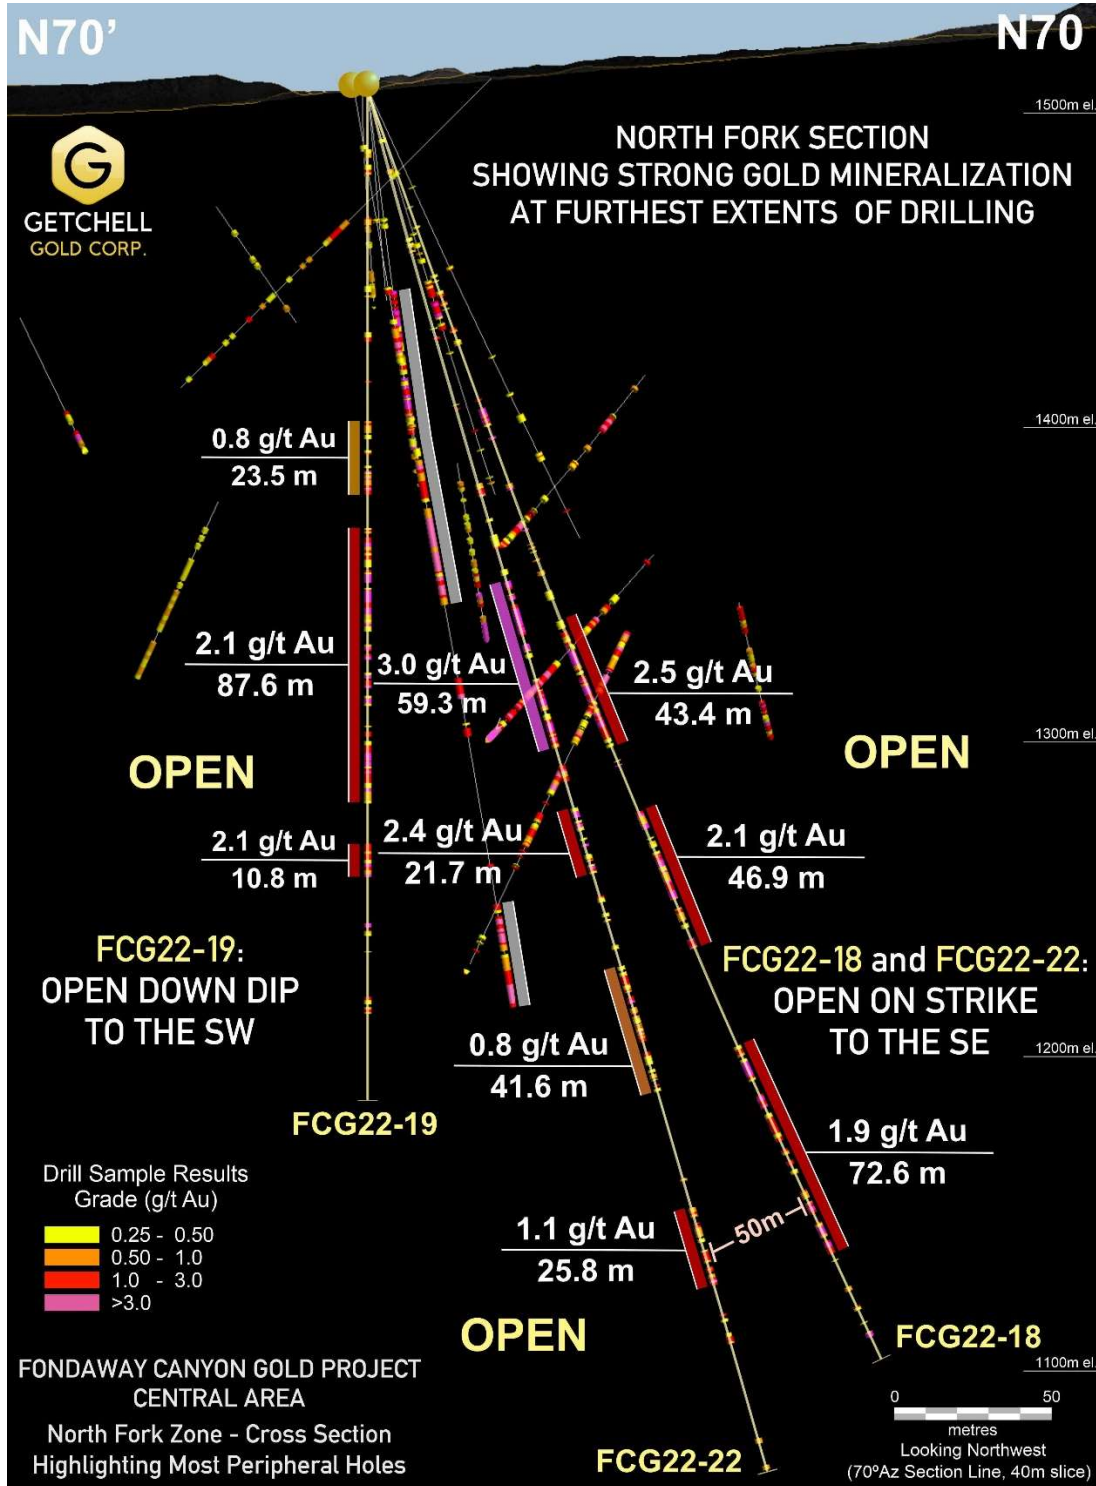 N70'
N70
1500m el.
GETCHELL
GOLD CORP.
NORTH FORK SECTION
SHOWING STRONG GOLD MINERALIZATION
AT FURTHEST EXTENTS OF DRILLING
1400m el.
0.8 g/t Au
23.5 m
2.1 g/t Au
87.6 m
3.0 g/t Au
59.3 m
2.5 g/t Au
43.4 m
OPEN
OPEN
1300m el.
2.1 g/t Au
10.8 m
2.4 g/t Au
21.7 m
2.1 g/t Au
46.9 m
FCG22-19:
OPEN DOWN DIP
TO THE SW
FCG22-18 and FCG22-22:
OPEN ON STRIKE
TO THE SE
1200m el.
0.8 g/t Au
41.6 m
FCG22-19
1.9 g/t Au
72.6 m
Drill Sample Results
Grade (g/t Au)
0.25 - 0.50
0.50 - 1.0
1.0 - 3.0
>3.0
1.1 g/t Au
25.8 m
50m
OPEN
FCG22-18
1100m el.
FONDAWAY CANYON GOLD PROJECT
CENTRAL AREA
North Fork Zone - Cross Section
Highlighting Most Peripheral Holes
FCG22-22
0 50
metres
Looking Northwest
(70ºAz Section Line, 40m slice)